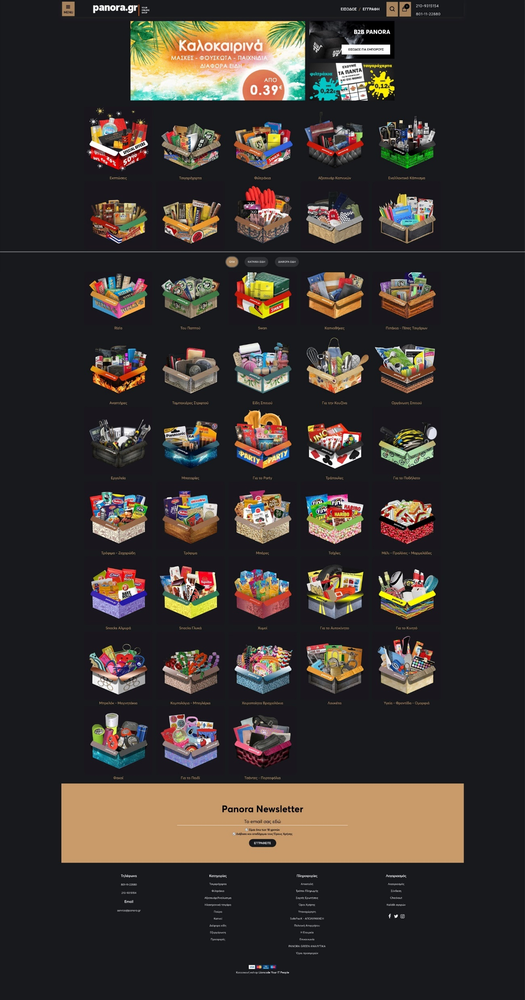 MENU
panora.gr
YOUR
ONLINE
SHOP
ΕΙΣΟΔΟΣ / ΕΓΓΡΑΦΗ
0
210-9315154
801-11-22880
Καλοκαιρινά
ΜΑΣΚΕΣ - ΦΟΥΣΚΩΤΑ - ΠΑΙΧΝΙΔΙΑ
ΔΙΑΦΟΡΑ ΕΙΔΗ
ΑΠΟ
0.39€
B2B PANORA
ΕΙΣΟΔΟΣ ΓΙΑ ΕΜΠΟΡΟΥΣ
B2B
B2B
ΕΧΟΥΜΕ
ΤΑ ΠΑΝΤΑ
ΓΙΑ ΤΟ ΣΤΡΙΦΤΟ ΣΟΥ
ΚΑΙ ΟΧΙ ΜΟΝΟ!
φιλτράκια
από
0,22€
τσιγαρόχαρτα
από
0,12€
SPECIAL OFFERS
OFFERS
30% €€€ 20%
50%
Εκπτώσεις
Τσιγαρόχαρτα
Φιλτράκια
Αξεσουάρ Καπνικών
Εναλλακτικό Κάπνισμα
ΟΛΑ
ΚΑΠΝΙΚΑ ΕΙΔΗ
ΔΙΑΦΟΡΑ ΕΙΔΗ
Rizla
Του Παππού
Swan
Καπνοθήκες
Πιπάκια - Πίπες Τσιγάρων
Αναπτήρες
Ταμπακιέρες Στριφτού
Είδη Σπιτιού
Για την Κουζίνα
Οργάνωση Σπιτιού
Εργαλεία
Μπαταρίες
Για το Party
Τράπουλες
Για το Ποδήλατο
Τρόφιμα - Ζαχαρώδη
Τρόφιμα
Μπάρες
Τσίχλες
Μέλι - Πραλίνες - Μαρμελάδες
Snacks Αλμυρά
Snacks Γλυκά
Χυμοί
Για το Αυτοκίνητο
Για το Κινητό
Μπρελόκ - Μαγνητάκια
Κομπολόγια - Μπεγλέρια
Χειροποίητα Βραχιολάκια
Λουκέτα
Υγεία - Φροντίδα - Ομορφιά
Φακοί
Για το Παιδί
Τσάντες - Πορτοφόλια
Panora Newsletter
Το email σας εδώ
Είμαι άνω των 18 χρονών
Διάβασα και αποδέχομαι τους Όρους Χρήσης
ΕΓΓΡΑΦΕΙΤΕ
Τηλέφωνα
801-11-22880
210-9315154
Email
service@panora.gr
Κατηγορίες
Τσιγαρόχαρτα
Φιλτράκια
Αξεσουάρ/Αναλώσιμα
Ηλεκτρονικά τσιγάρα
Πούρα
Καπνοί
Διάφορα είδη
Εξαργύρωση
Προσφορές
Πληροφορίες
Αποστολή
Τρόποι Πληρωμής
Συχνές Ερωτήσεις
Όροι Χρήσης
Υπαναχώρηση
SafePacK - ΑΠΟΛΥΜΑΝΣΗ
Πολιτική Απορρήτου
Η Εταιρεία
Επικοινωνία
PANORA GREEN ΑΝΑΛΥΤΙΚΑ
Όροι προσφορών
Λογαριασμός
Λογαριασμός
Σύνδεση
Checkout
Καλάθι αγορών
Κατασκευή eshop Lioncode Your IT People